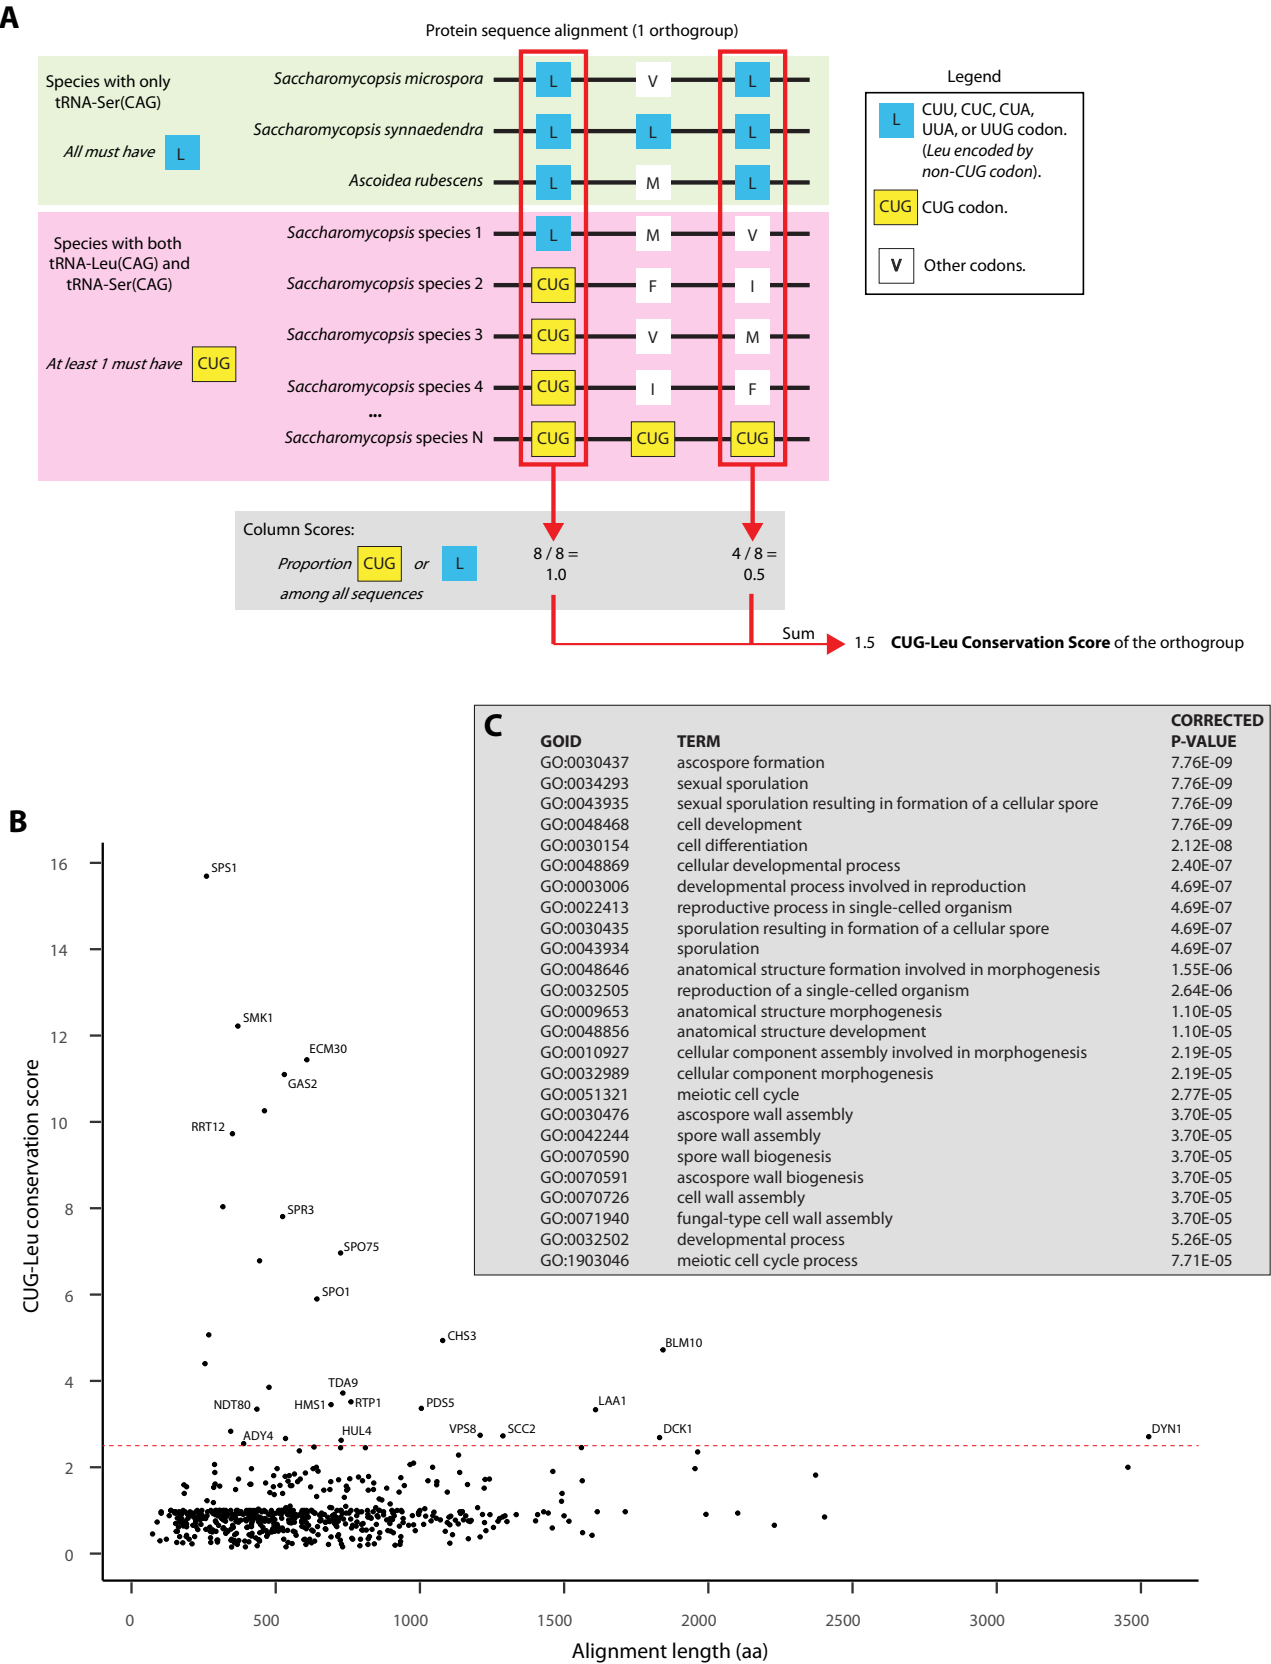 A
Protein sequence alignment (1 orthogroup)
Species with only
tRNA-Ser(CAG)
All must have L
Saccharomycopsis microspora L V L
Saccharomycopsis synnaedendra L L L
Ascoidea rubescens L M L
Species with both
tRNA-Leu(CAG) and
tRNA-Ser(CAG)
At least 1 must have CUG
Saccharomycopsis species 1 L M V
Saccharomycopsis species 2 CUG F I
Saccharomycopsis species 3 CUG V M
Saccharomycopsis species 4 CUG I F
...
Saccharomycopsis species N CUG CUG CUG
Legend
L CUU, CUC, CUA,
UUA, or UUG codon.
(Leu encoded by
non-CUG codon).
CUG CUG codon.
V Other codons.
Column Scores:
Proportion CUG or L
among all sequences
8 / 8 =
1.0
4 / 8 =
0.5
Sum
1.5 CUG-Leu Conservation Score of the orthogroup
C
GOID TERM CORRECTED P-VALUE
GO:0030437 ascospore formation 7.76E-09
GO:0034293 sexual sporulation 7.76E-09
GO:0043935 sexual sporulation resulting in formation of a cellular spore 7.76E-09
GO:0048468 cell development 7.76E-09
GO:0030154 cell differentiation 2.12E-08
GO:0048869 cellular developmental process 2.40E-07
GO:0003006 developmental process involved in reproduction 4.69E-07
GO:0022413 reproductive process in single-celled organism 4.69E-07
GO:0030435 sporulation resulting in formation of a cellular spore 4.69E-07
GO:0043934 sporulation 4.69E-07
GO:0048646 anatomical structure formation involved in morphogenesis 1.55E-06
GO:0032505 reproduction of a single-celled organism 2.64E-06
GO:0009653 anatomical structure morphogenesis 1.10E-05
GO:0048856 anatomical structure development 1.10E-05
GO:0010927 cellular component assembly involved in morphogenesis 2.19E-05
GO:0032989 cellular component morphogenesis 2.19E-05
GO:0051321 meiotic cell cycle 2.77E-05
GO:0030476 ascospore wall assembly 3.70E-05
GO:0042244 spore wall assembly 3.70E-05
GO:0070590 spore wall biogenesis 3.70E-05
GO:0070591 ascospore wall biogenesis 3.70E-05
GO:0070726 cell wall assembly 3.70E-05
GO:0071940 fungal-type cell wall assembly 3.70E-05
GO:0032502 developmental process 5.26E-05
GO:1903046 meiotic cell cycle process 7.71E-05
B
CUG-Leu conservation score
16
14
12
10
8
6
4
2
0
SPS1
SMK1
ECM30
GAS2
RRT12
SPR3
SPO75
SPO1
CHS3
BLM10
TDA9
NDT80
HMS1
RTP1
PDS5
LAA1
ADY4
HUL4
VPS8
SCC2
DCK1
DYN1
0 500 1000 1500 2000 2500 3000 3500
Alignment length (aa)